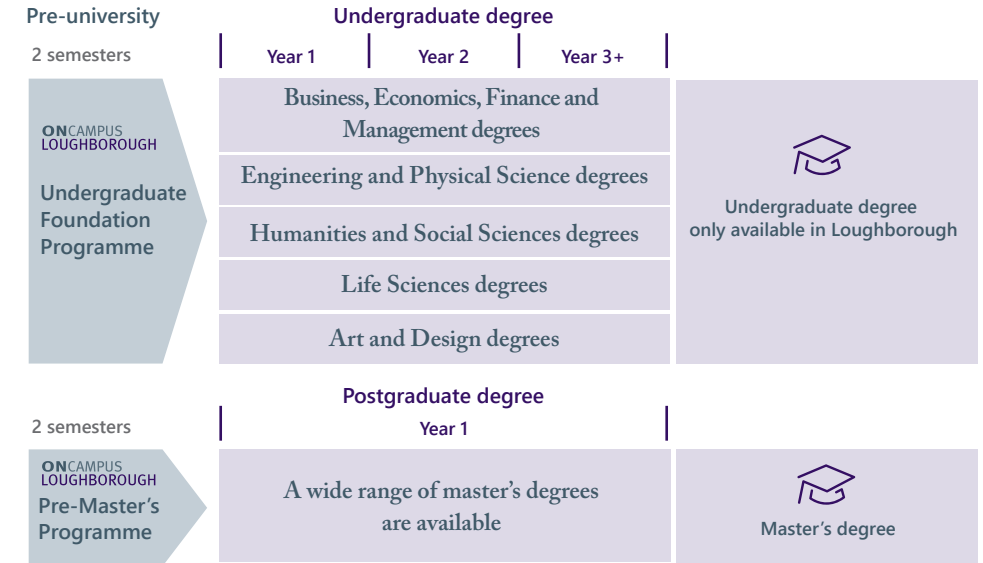 Pre-university
Undergraduate degree
2 semesters
Year 1
Year 2
Year 3+
ONCAMPUS
LOUGHBOROUGH
Undergraduate
Foundation
Programme
Business, Economics, Finance and
Management degrees
Engineering and Physical Science degrees
Humanities and Social Sciences degrees
Life Sciences degrees
Art and Design degrees
Undergraduate degree
only available in Loughborough
Postgraduate degree
2 semesters
Year 1
ONCAMPUS
LOUGHBOROUGH
Pre-Master's
Programme
A wide range of master's degrees
are available
Master's degree